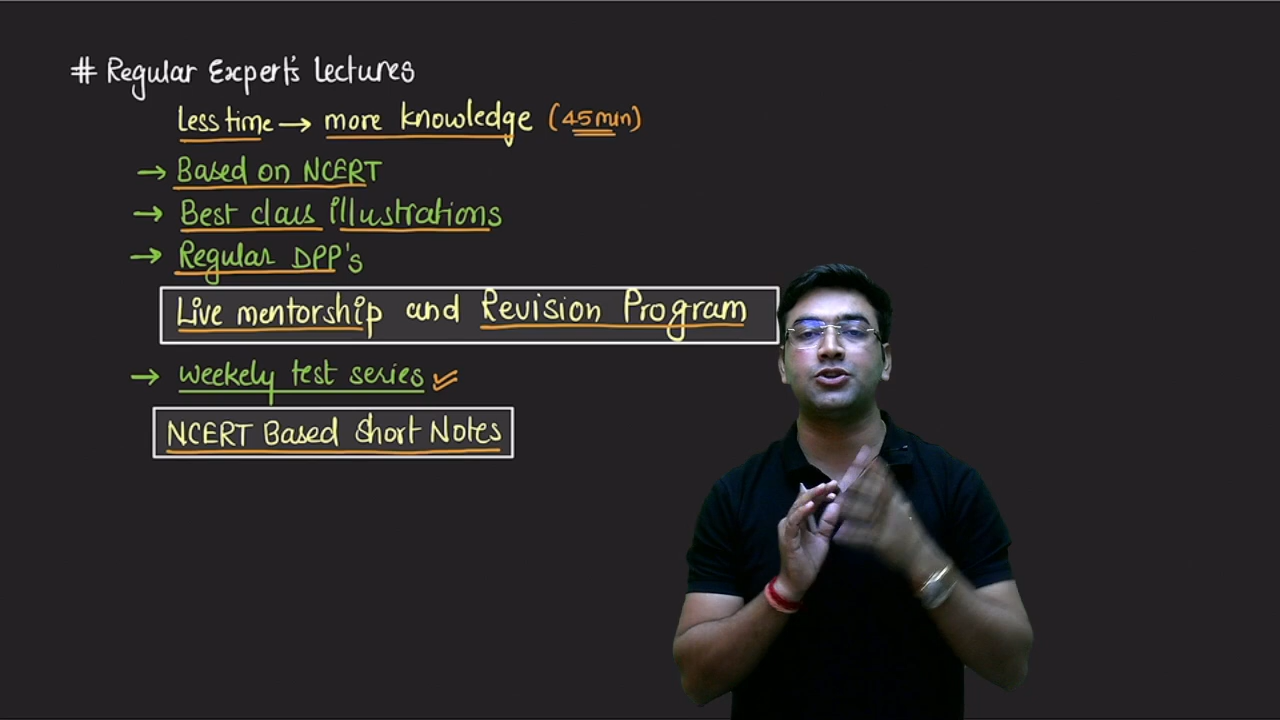 # Regular Expert's Lectures
Less time → more knowledge (45 min)
→ Based on NCERT
→ Best class illustrations
→ Regular DPP's
Live mentorship and Revision Program
→ weekely test series ✓
NCERT Based Short Notes